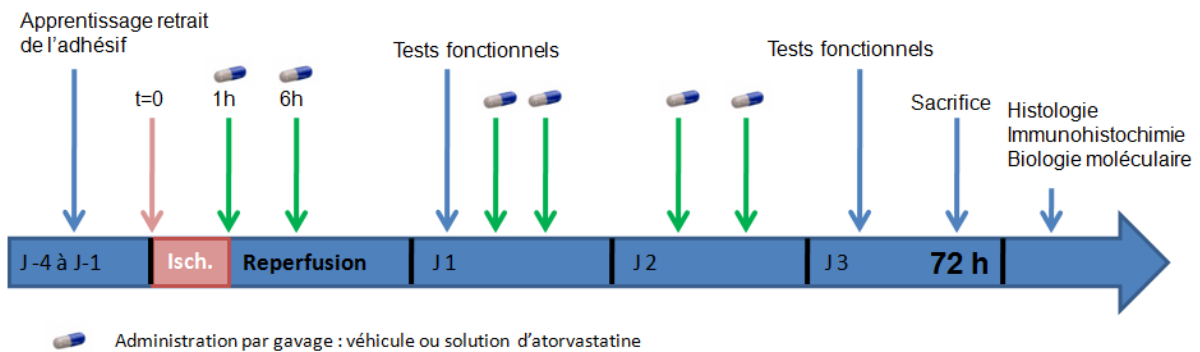 Apprentissage retrait
de l'adhésif
t=0
1h
6h
Tests fonctionnels
Tests fonctionnels
Sacrifice
Histologie
Immunohistochimie
Biologie moléculaire
J -4 à J-1
Isch.
Reperfusion
J 1
J 2
J 3
72 h
Administration par gavage : véhicule ou solution d'atorvastatine